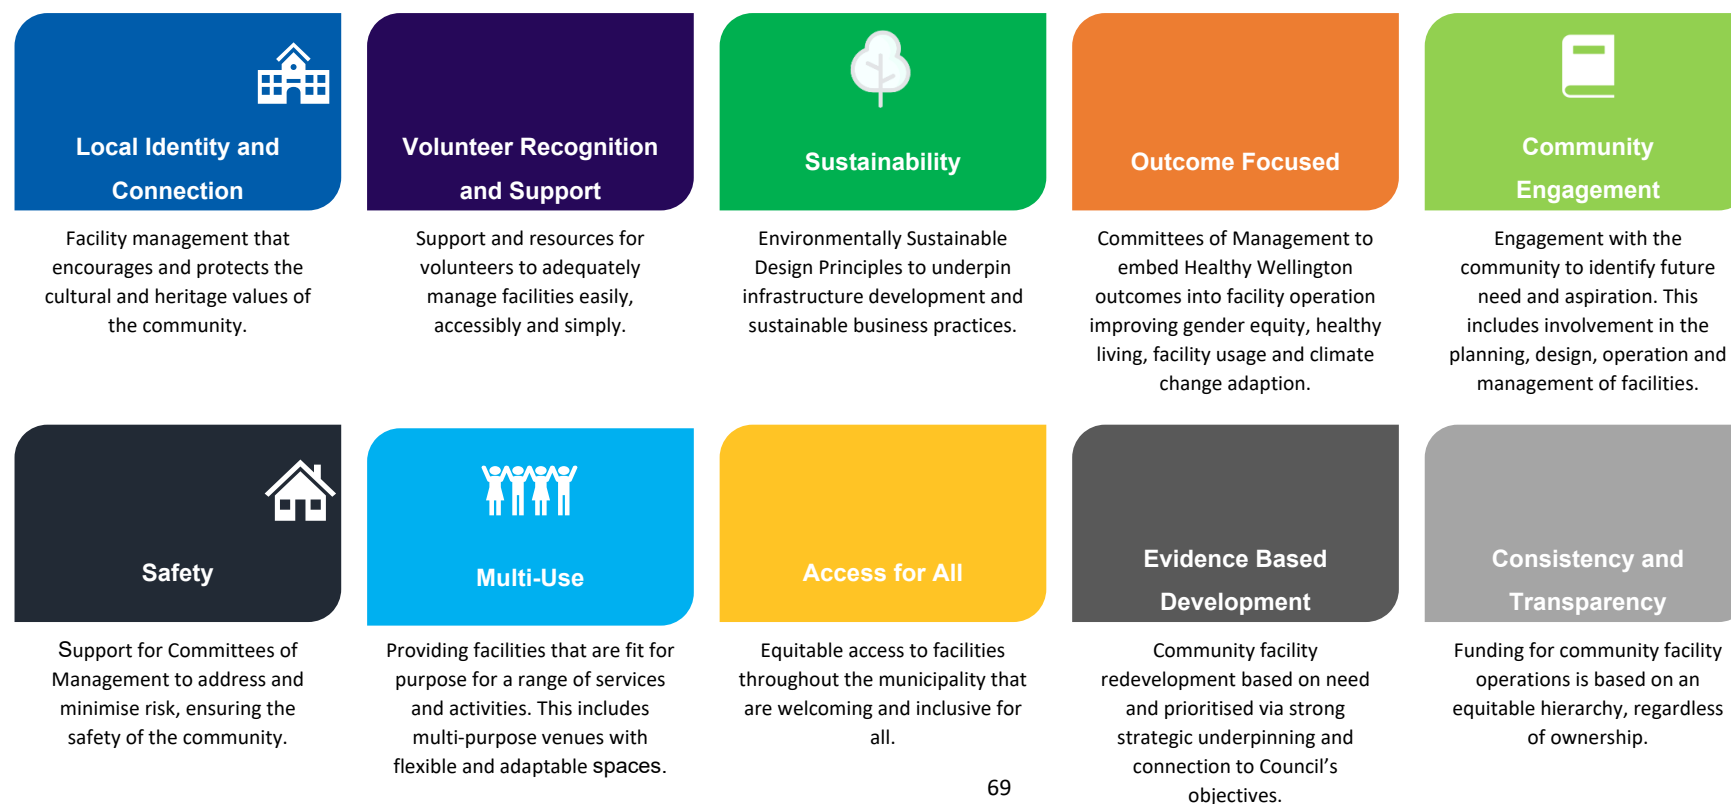 Local Identity and
Connection
Facility management that
encourages and protects the
cultural and heritage values of
the community.
Volunteer Recognition
and Support
Support and resources for
volunteers to adequately
manage facilities easily,
accessibly and simply.
Sustainability
Environmentally Sustainable
Design Principles to underpin
infrastructure development and
sustainable business practices.
Outcome Focused
Committees of Management to
embed Healthy Wellington
outcomes into facility operation
improving gender equity, healthy
living, facility usage and climate
change adaption.
Community
Engagement
Engagement with the
community to identify future
need and aspiration. This
includes involvement in the
planning, design, operation and
management of facilities.
Safety
Support for Committees of
Management to address and
minimise risk, ensuring the
safety of the community.
Multi-Use
Providing facilities that are fit for
purpose for a range of services
and activities. This includes
multi-purpose venues with
flexible and adaptable spaces.
Access for All
Equitable access to facilities
throughout the municipality that
are welcoming and inclusive for
all.
Evidence Based
Development
Community facility
redevelopment based on need
and prioritised via strong
strategic underpinning and
connection to Council’s
objectives.
Consistency and
Transparency
Funding for community facility
operations is based on an
equitable hierarchy, regardless
of ownership.
69